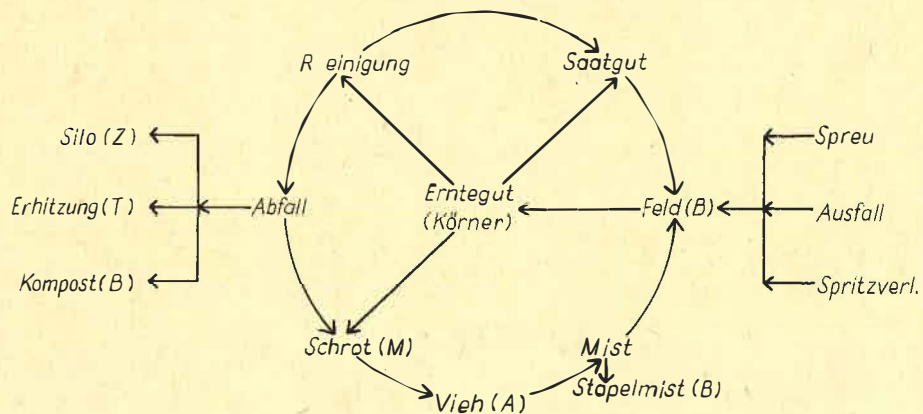 R einigung
Saatgut
Silo (Z)
Spreu
Erhitzung (T)
Abfall
Erntegut
(Körner)
Feld (B)
Ausfall
Kompost (B)
Spritzverl.
Schrot (M)
Mist
Vieh (A)
Stapelmist (B)